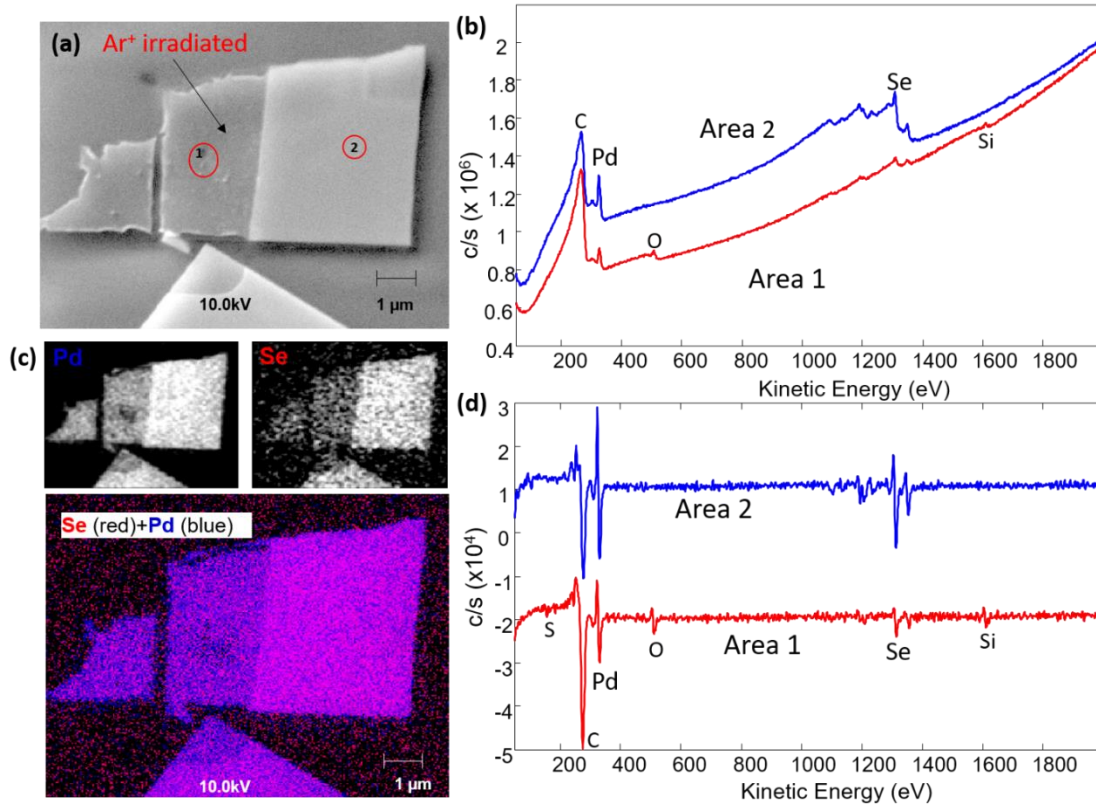 (a)
Ar⁺ irradiated
1
2
10.0kV
1 µm
(b)
c/s (x 10⁶)
2
1.8
1.6
1.4
1.2
1
0.8
0.6
0.4
C
Pd
Area 2
Se
O
Si
Area 1
200 400 600 800 1000 1200 1400 1600 1800
Kinetic Energy (eV)
(c)
Pd
Se
Se (red)+Pd (blue)
10.0kV
1 µm
(d)
c/s (x10⁴)
3
2
1
0
-1
-2
-3
-4
-5
Area 2
S
O
Area 1
Se
Si
Pd
C
200 400 600 800 1000 1200 1400 1600 1800
Kinetic Energy (eV)